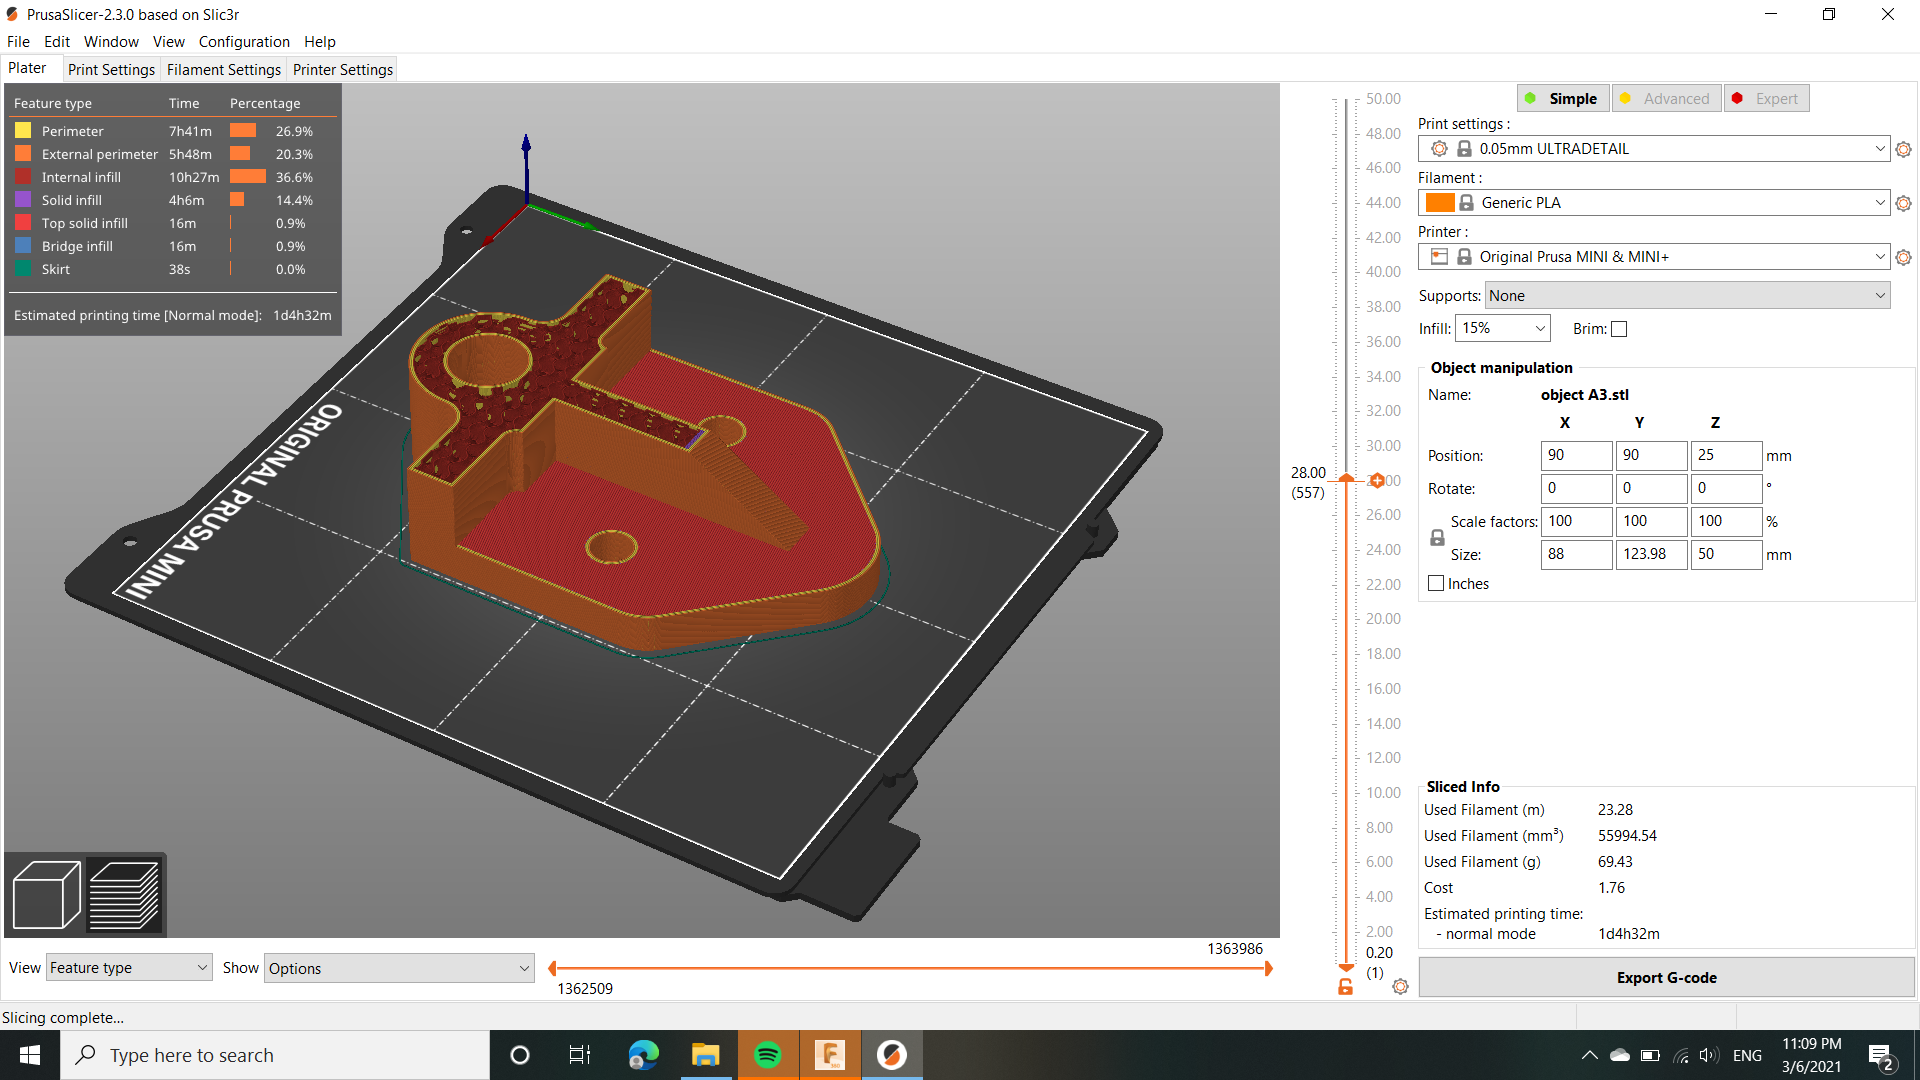 PrusaSlicer-2.3.0 based on Slic3r
File Edit Window View Configuration Help
Plater Print Settings Filament Settings Printer Settings
Feature type Time Percentage
Perimeter 7h41m 26.9%
External perimeter 5h48m 20.3%
Internal infill 10h27m 36.6%
Solid infill 4h6m 14.4%
Top solid infill 16m 0.9%
Bridge infill 16m 0.9%
Skirt 38s 0.0%
Estimated printing time [Normal mode]: 1d4h32m
ORIGINAL PRUSA MINI
50.00
48.00
46.00
44.00
42.00
40.00
38.00
36.00
34.00
32.00
30.00
28.00
(557)
26.00
24.00
22.00
20.00
18.00
16.00
14.00
12.00
10.00
8.00
6.00
4.00
2.00
0.20
(1)
Simple Advanced Expert
Print settings :
0.05mm ULTRADETAIL
Filament :
Generic PLA
Printer :
Original Prusa MINI & MINI+
Supports: None
Infill: 15% Brim:
Object manipulation
Name: object A3.stl
X Y Z
Position: 90 90 25 mm
Rotate: 0 0 0 °
Scale factors: 100 100 100 %
Size: 88 123.98 50 mm
Inches
Sliced Info
Used Filament (m) 23.28
Used Filament (mm³) 55994.54
Used Filament (g) 69.43
Cost 1.76
Estimated printing time:
- normal mode 1d4h32m
Export G-code
1363986
View Feature type Show Options
1362509
Slicing complete...
Type here to search
F
ENG
11:09 PM
3/6/2021
2